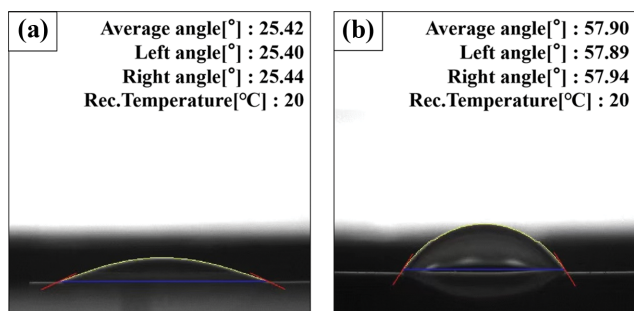 (a)
Average angle[°] : 25.42
Left angle[°] : 25.40
Right angle[°] : 25.44
Rec.Temperature[°C] : 20
(b)
Average angle[°] : 57.90
Left angle[°] : 57.89
Right angle[°] : 57.94
Rec.Temperature[°C] : 20